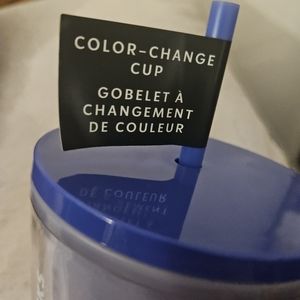 COLOR-CHANGE
CUP
GOBELET À
CHANGEMENT
DE COULEUR